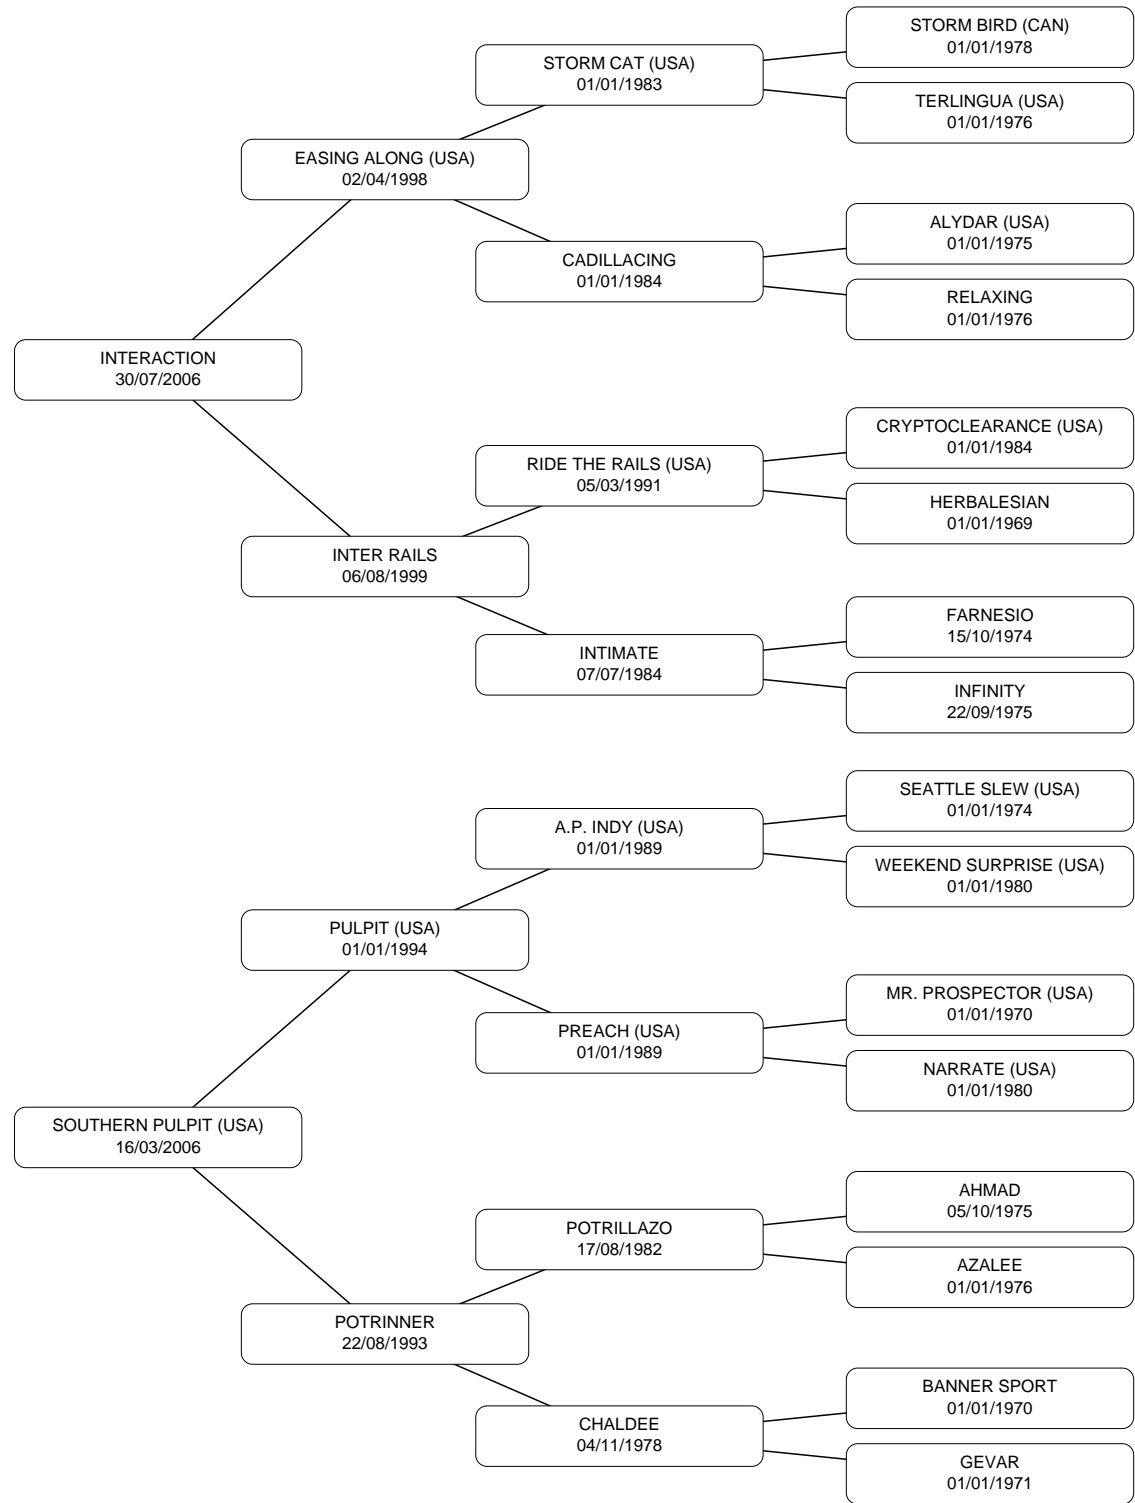 STORM BIRD (CAN)
01/01/1978
STORM CAT (USA)
01/01/1983
TERLINGUA (USA)
01/01/1976
EASING ALONG (USA)
02/04/1998
ALYDAR (USA)
01/01/1975
CADILLACING
01/01/1984
RELAXING
01/01/1976
INTERACTION
30/07/2006
CRYPTOCLEARANCE (USA)
01/01/1984
RIDE THE RAILS (USA)
05/03/1991
HERBALESIAN
01/01/1969
INTER RAILS
06/08/1999
FARNESIO
15/10/1974
INTIMATE
07/07/1984
INFINITY
22/09/1975
SEATTLE SLEW (USA)
01/01/1974
A.P. INDY (USA)
01/01/1989
WEEKEND SURPRISE (USA)
01/01/1980
PULPIT (USA)
01/01/1994
MR. PROSPECTOR (USA)
01/01/1970
PREACH (USA)
01/01/1989
NARRATE (USA)
01/01/1980
SOUTHERN PULPIT (USA)
16/03/2006
AHMAD
05/10/1975
POTRILLAZO
17/08/1982
AZALEE
01/01/1976
POTRINNER
22/08/1993
BANNER SPORT
01/01/1970
CHALDEE
04/11/1978
GEVAR
01/01/1971